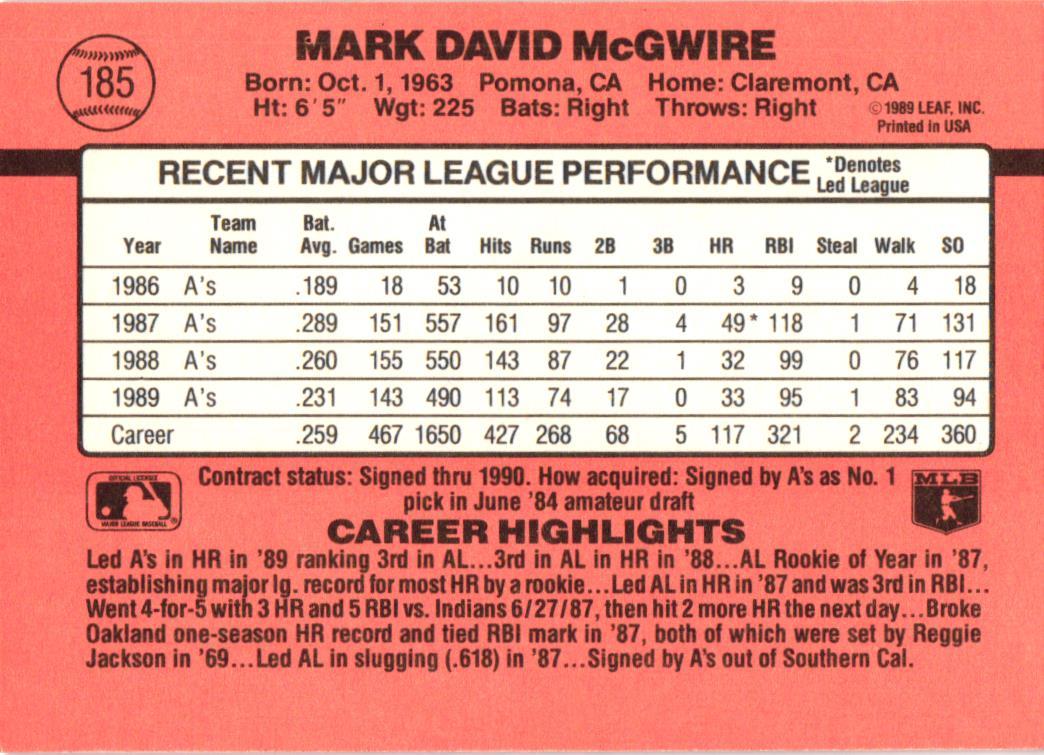 185
MARK DAVID McGWIRE
Born: Oct. 1, 1963 Pomona, CA Home: Claremont, CA
Ht: 6'5" Wgt: 225 Bats: Right Throws: Right
©1989 LEAF, INC.
Printed in USA
RECENT MAJOR LEAGUE PERFORMANCE *Denotes Led League
Year Team Name Bat. Avg. Games At Bat Hits Runs 2B 3B HR RBI Steal Walk SO
1986 A's .189 18 53 10 10 1 0 3 9 0 4 18
1987 A's .289 151 557 161 97 28 4 49* 118 1 71 131
1988 A's .260 155 550 143 87 22 1 32 99 0 76 117
1989 A's .231 143 490 113 74 17 0 33 95 1 83 94
Career .259 467 1650 427 268 68 5 117 321 2 234 360
OFFICIAL LICENSEE
MAJOR LEAGUE BASEBALL ®
Contract status: Signed thru 1990. How acquired: Signed by A's as No. 1
pick in June '84 amateur draft
MLB
CAREER HIGHLIGHTS
Led A's in HR in '89 ranking 3rd in AL...3rd in AL in HR in '88...AL Rookie of Year in '87,
establishing major lg. record for most HR by a rookie...Led AL in HR in '87 and was 3rd in RBI...
Went 4-for-5 with 3 HR and 5 RBI vs. Indians 6/27/87, then hit 2 more HR the next day...Broke
Oakland one-season HR record and tied RBI mark in '87, both of which were set by Reggie
Jackson in '69...Led AL in slugging (.618) in '87...Signed by A's out of Southern Cal.